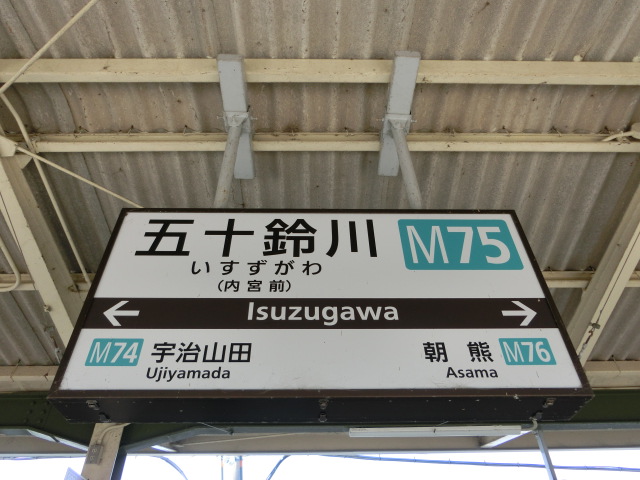 五十鈴川 M75
いすずがわ
(内宮前)
← Isuzugawa →
M74 宇治山田 朝熊 M76
Ujiyamada Asama